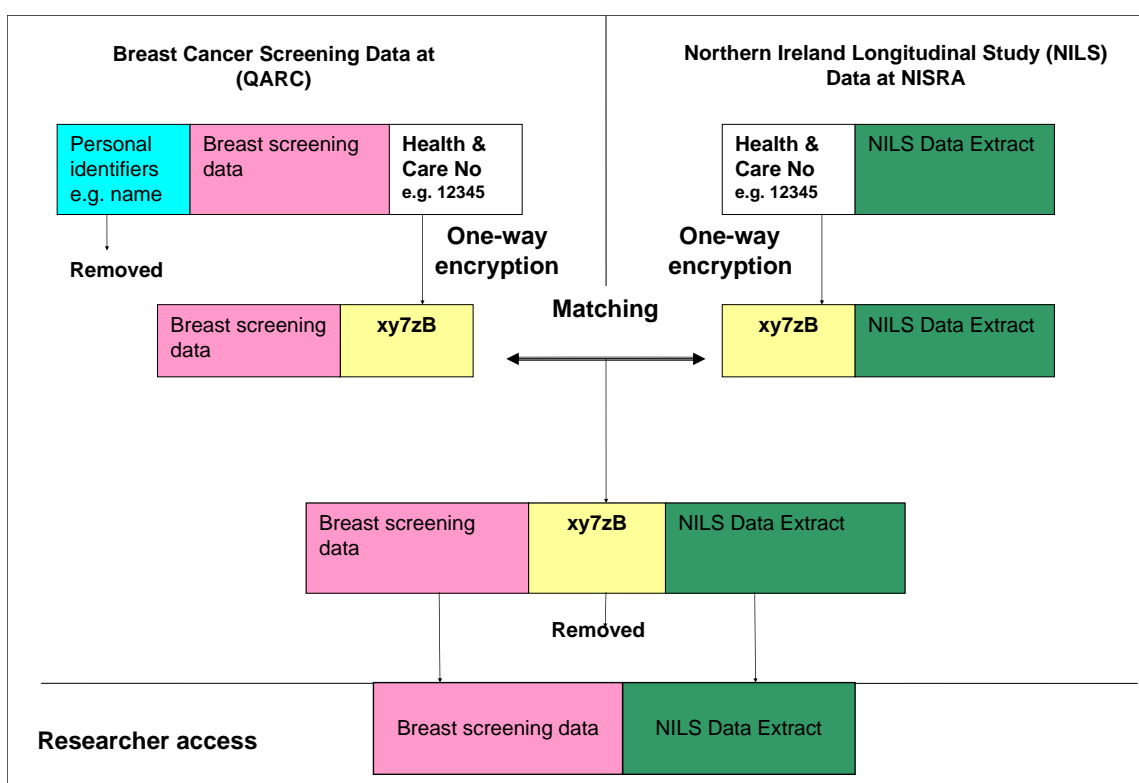 Breast Cancer Screening Data at
(QARC)
Northern Ireland Longitudinal Study (NILS)
Data at NISRA
Personal
identifiers
e.g. name
Breast screening
data
Health &
Care No
e.g. 12345
Health &
Care No
e.g. 12345
NILS Data Extract
Removed
One-way
encryption
One-way
encryption
Breast screening
data
xy7zB
Matching
xy7zB
NILS Data Extract
Breast screening
data
xy7zB
NILS Data Extract
Removed
Researcher access
Breast screening data
NILS Data Extract